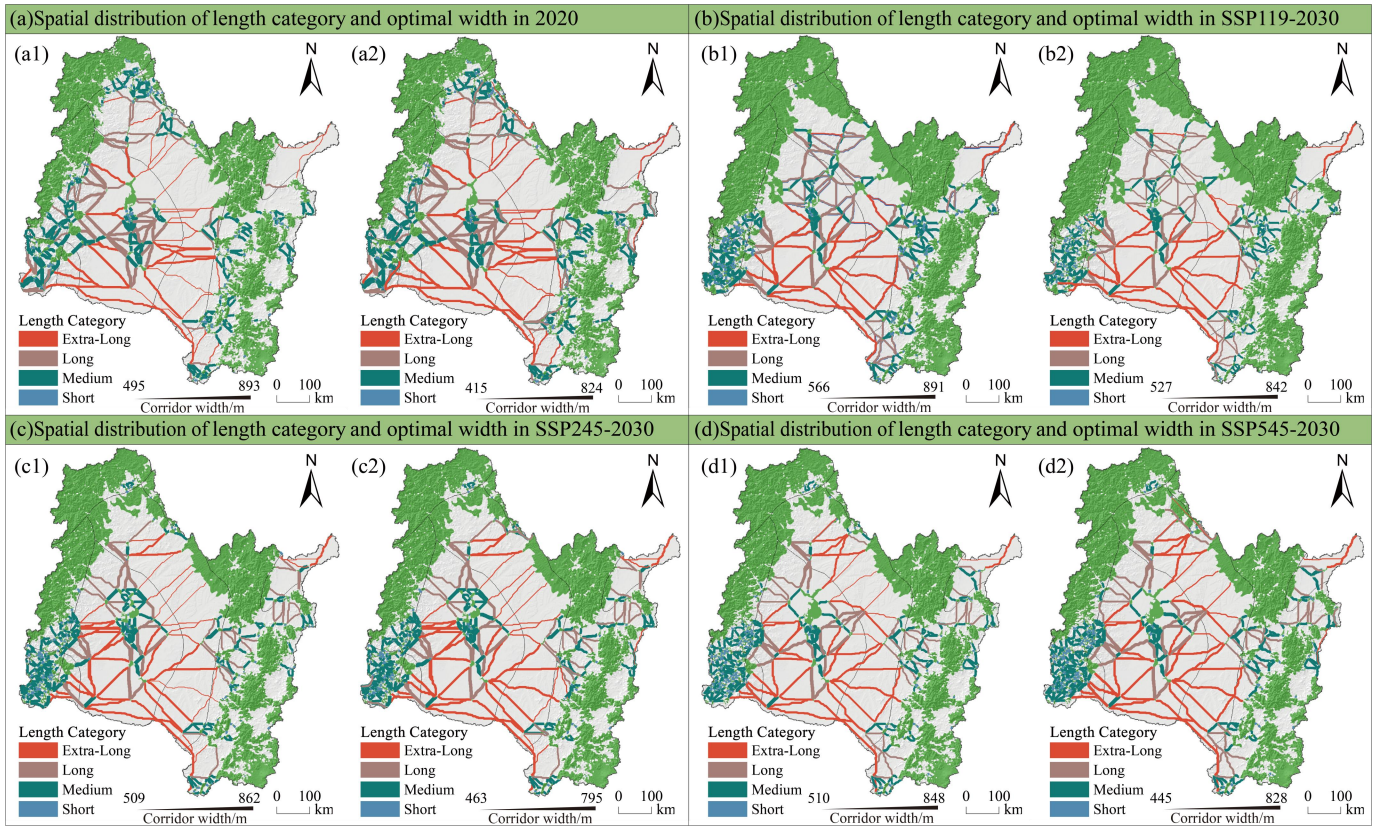 (a)Spatial distribution of length category and optimal width in 2020
(b)Spatial distribution of length category and optimal width in SSP119-2030
(a1)
N
(a2)
N
(b1)
N
(b2)
N
Length Category
Extra-Long
Long
Medium
Short
495
893
Corridor width/m
0 100
km
Length Category
Extra-Long
Long
Medium
Short
415
824
Corridor width/m
0 100
km
Length Category
Extra-Long
Long
Medium
Short
566
891
Corridor width/m
0 100
km
Length Category
Extra-Long
Long
Medium
Short
527
842
Corridor width/m
0 100
km
(c)Spatial distribution of length category and optimal width in SSP245-2030
(d)Spatial distribution of length category and optimal width in SSP545-2030
(c1)
N
(c2)
N
(d1)
N
(d2)
N
Length Category
Extra-Long
Long
Medium
Short
509
862
Corridor width/m
0 100
km
Length Category
Extra-Long
Long
Medium
Short
463
795
Corridor width/m
0 100
km
Length Category
Extra-Long
Long
Medium
Short
510
848
Corridor width/m
0 100
km
Length Category
Extra-Long
Long
Medium
Short
445
828
Corridor width/m
0 100
km